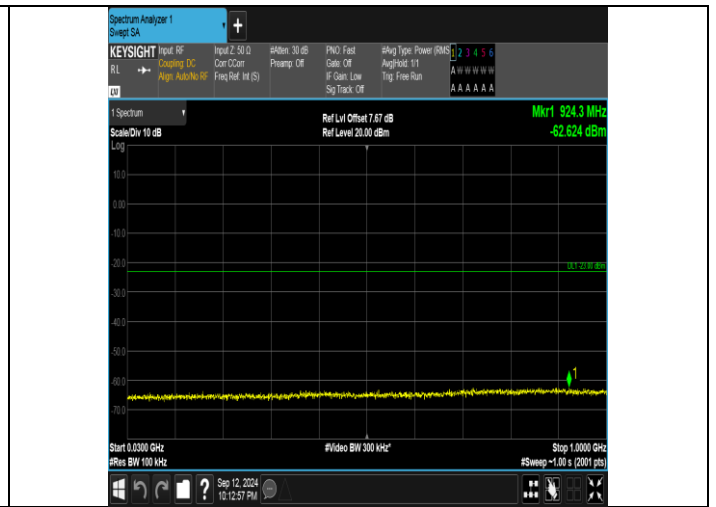 Spectrum Analyzer 1
Swept SA
+
KEYSIGHT Input: RF Input Z: 50 Ω #Atten: 30 dB PNO: Fast #Avg Type: Power (RMS 1 2 3 4 5 6
RL Coupling: DC Corr CCorr Preamp: Off Gate: Off Avg|Hold: 1/1 A W W W W W
Align: Auto/No RF Freq Ref: Int (S) IF Gain: Low Trig: Free Run
Sig Track: Off A A A A A A
LXI
1 Spectrum Ref Lvl Offset 7.67 dB Mkr1 924.3 MHz
Scale/Div 10 dB Ref Level 20.00 dBm -62.624 dBm
Log
10.0
0.00
-10.0
-20.0
DL1 -23.00 dBm
-30.0
-40.0
-50.0
-60.0
1
-70.0
Start 0.0300 GHz #Video BW 300 kHz* Stop 1.0000 GHz
#Res BW 100 kHz #Sweep ~1.00 s (2001 pts)
? Sep 12, 2024
10:12:57 PM